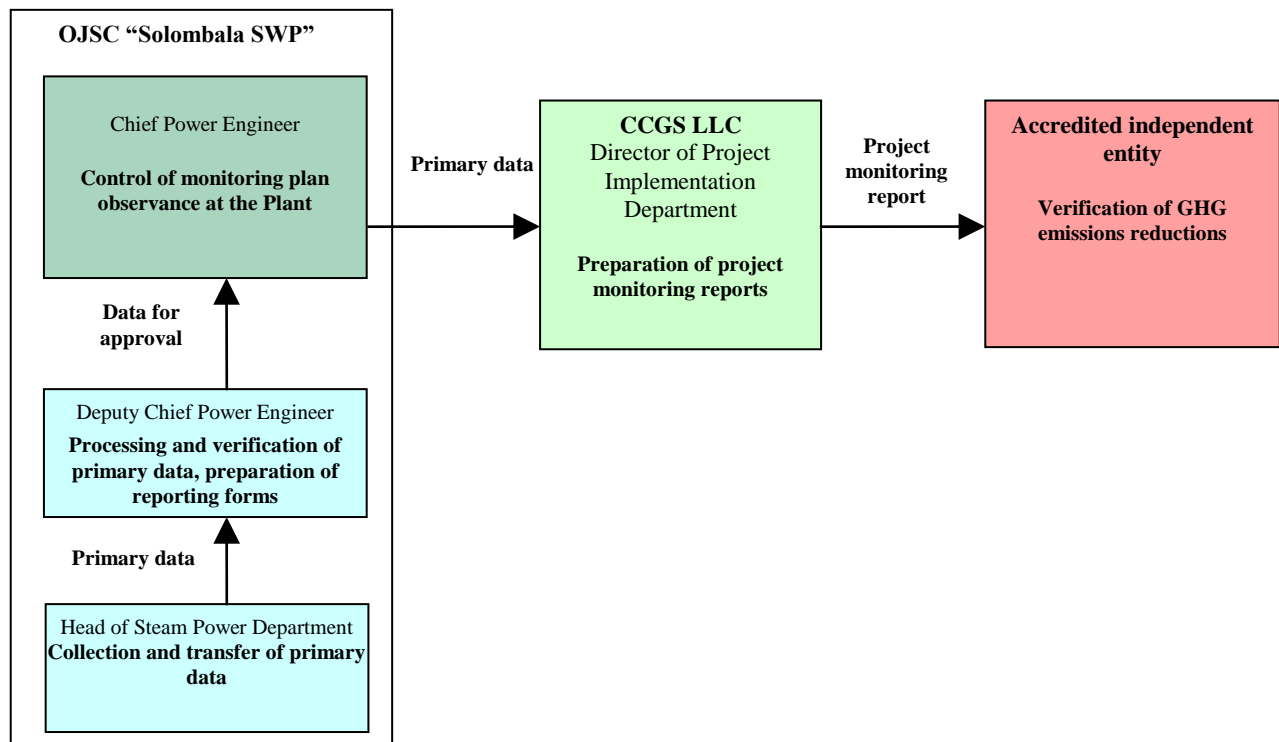 OJSC “Solombala SWP”
Chief Power Engineer
Control of monitoring plan
observance at the Plant
Data for
approval
Deputy Chief Power Engineer
Processing and verification of
primary data, preparation of
reporting forms
Primary data
Head of Steam Power Department
Collection and transfer of primary
data
Primary data
CCGS LLC
Director of Project
Implementation
Department
Preparation of project
monitoring reports
Project
monitoring
report
Accredited independent
entity
Verification of GHG
emissions reductions